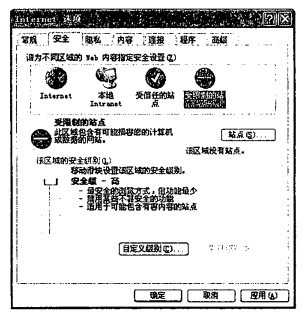 Internet 选项
常规 安全 隐私 内容 连接 程序 高级
请为不同区域的 Web 内容指定安全设置(Z)
Internet 本地 Intranet 受信任的站点 受限制的站点
受限制的站点
此区域包含可能损害您的计算机或数据的网站。
站点(S)...
该区域没有站点。
该区域的安全级别(L)
移动滑块设置该区域的安全级别。
安全级 - 高
- 最安全的浏览方式，但功能最少
- 禁用某些不甚安全的功能
- 适用于可能包含有害内容的站点
自定义级别(C)...
确定 取消 应用(A)